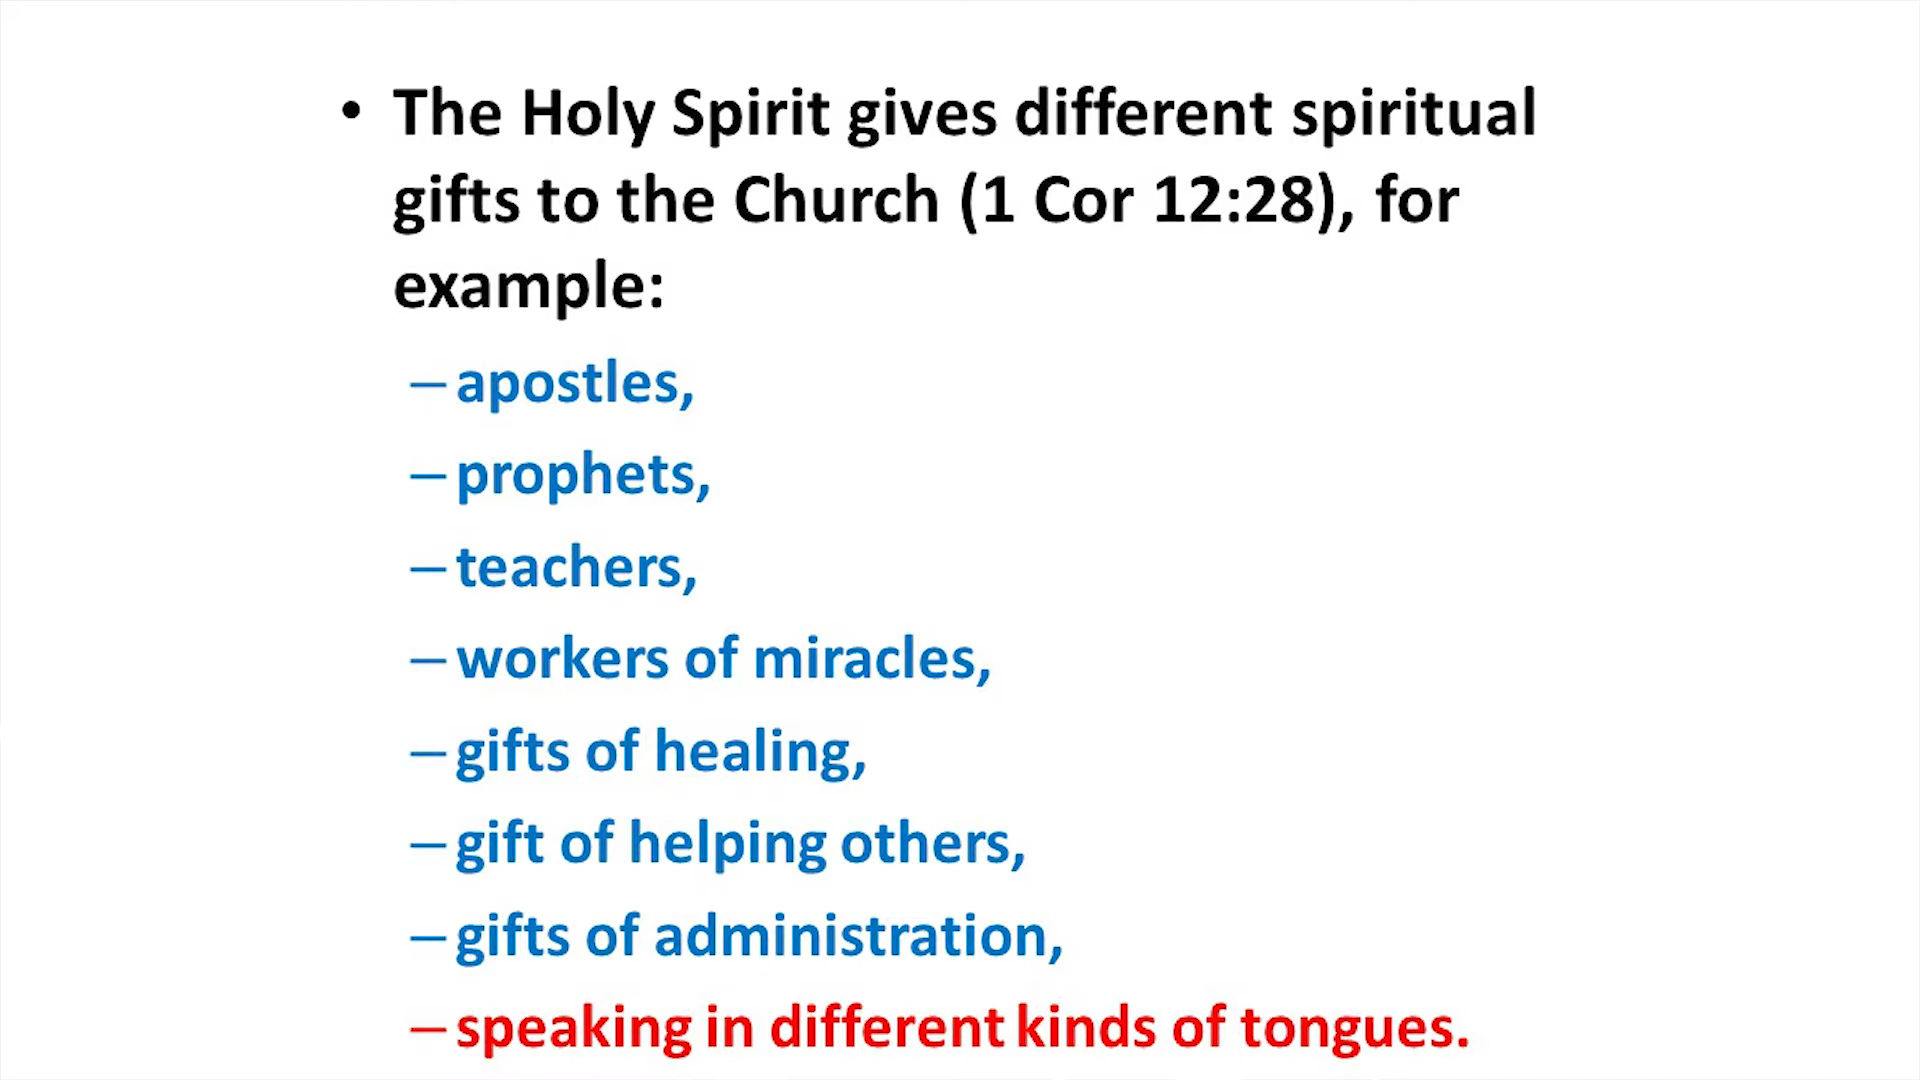 • The Holy Spirit gives different spiritual
gifts to the Church (1 Cor 12:28), for
example:
– apostles,
– prophets,
– teachers,
– workers of miracles,
– gifts of healing,
– gift of helping others,
– gifts of administration,
– speaking in different kinds of tongues.